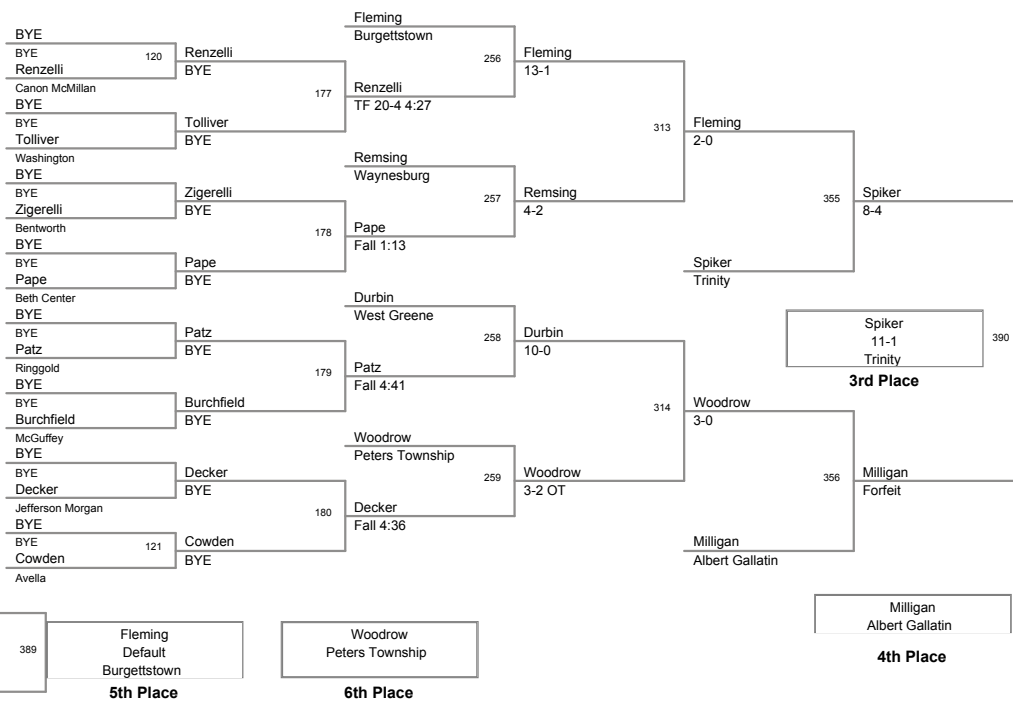 BYE
BYE
Renzelli
Canon McMillan
BYE
BYE
Tolliver
Washington
BYE
BYE
Zigerelli
Bentworth
BYE
BYE
Pape
Beth Center
BYE
BYE
Patz
Ringgold
BYE
BYE
Burchfield
McGuffey
BYE
BYE
Decker
Jefferson Morgan
BYE
BYE
Cowden
Avella
120
121
Renzelli
BYE
Tolliver
BYE
Zigerelli
BYE
Pape
BYE
Patz
BYE
Burchfield
BYE
Decker
BYE
Cowden
BYE
177
178
179
180
Fleming
Burgettstown
Renzelli
TF 20-4 4:27
Remsing
Waynesburg
Pape
Fall 1:13
Durbin
West Greene
Patz
Fall 4:41
Woodrow
Peters Township
Decker
Fall 4:36
256
257
258
259
Fleming
13-1
Remsing
4-2
Durbin
10-0
Woodrow
3-2 OT
313
314
Fleming
2-0
Spiker
Trinity
Woodrow
3-0
Milligan
Albert Gallatin
355
356
Spiker
8-4
Milligan
Forfeit
Spiker
11-1
Trinity
390
3rd Place
Milligan
Albert Gallatin
4th Place
389
Fleming
Default
Burgettstown
5th Place
Woodrow
Peters Township
6th Place